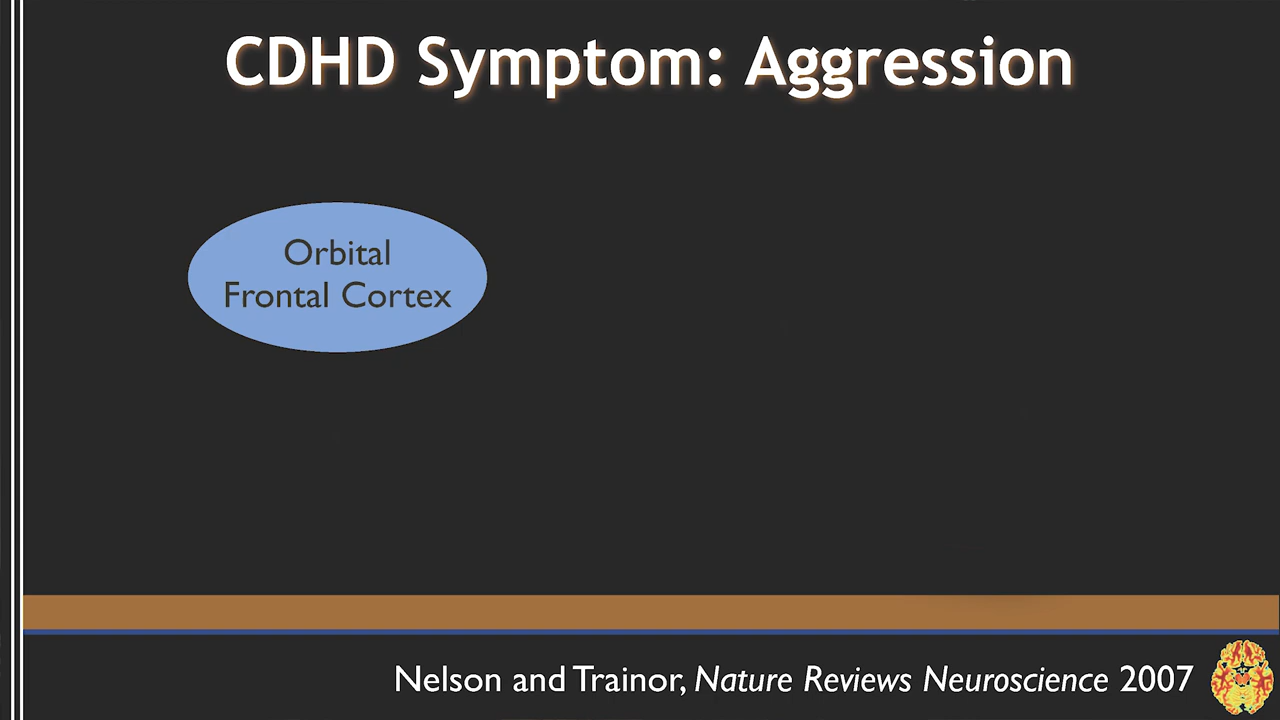 CDHD Symptom: Aggression
Orbital
Frontal Cortex
Nelson and Trainor, Nature Reviews Neuroscience 2007